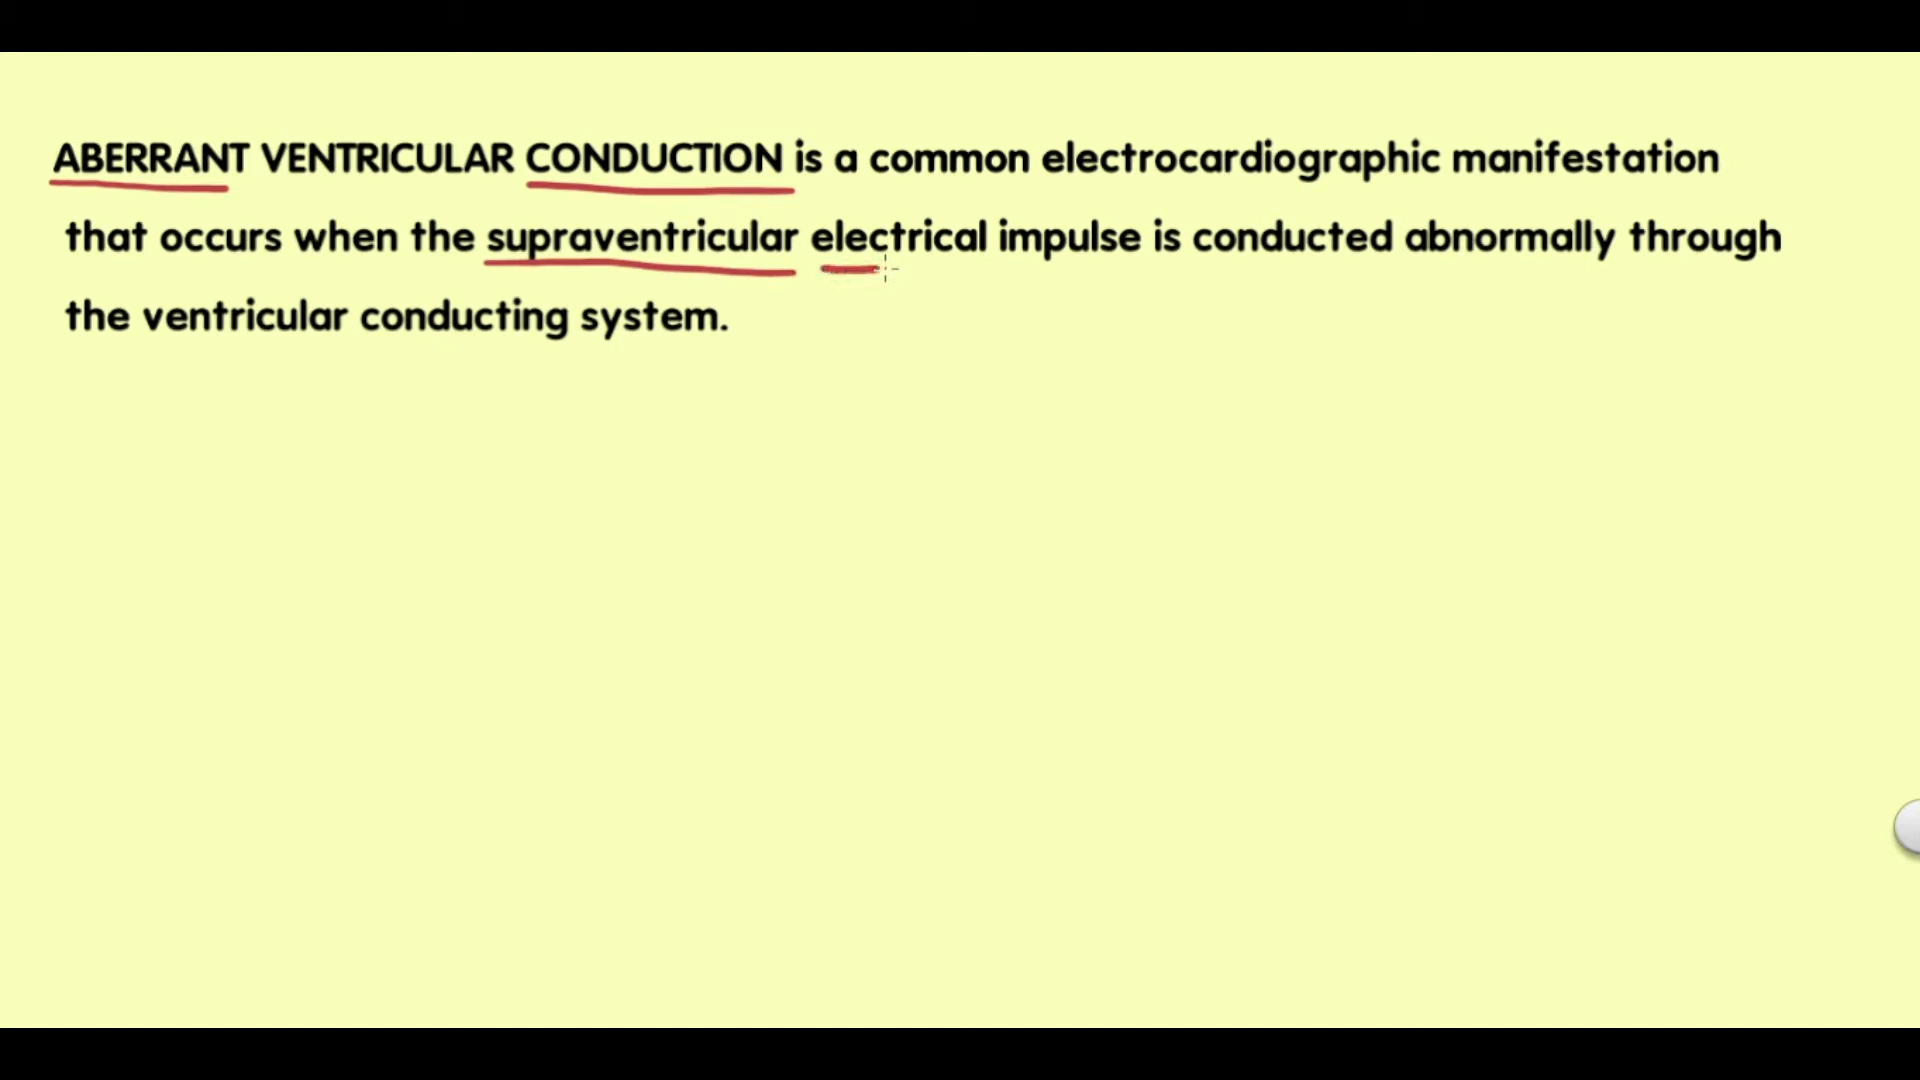 ABERRANT VENTRICULAR CONDUCTION is a common electrocardiographic manifestation
that occurs when the supraventricular electrical impulse is conducted abnormally through
the ventricular conducting system.